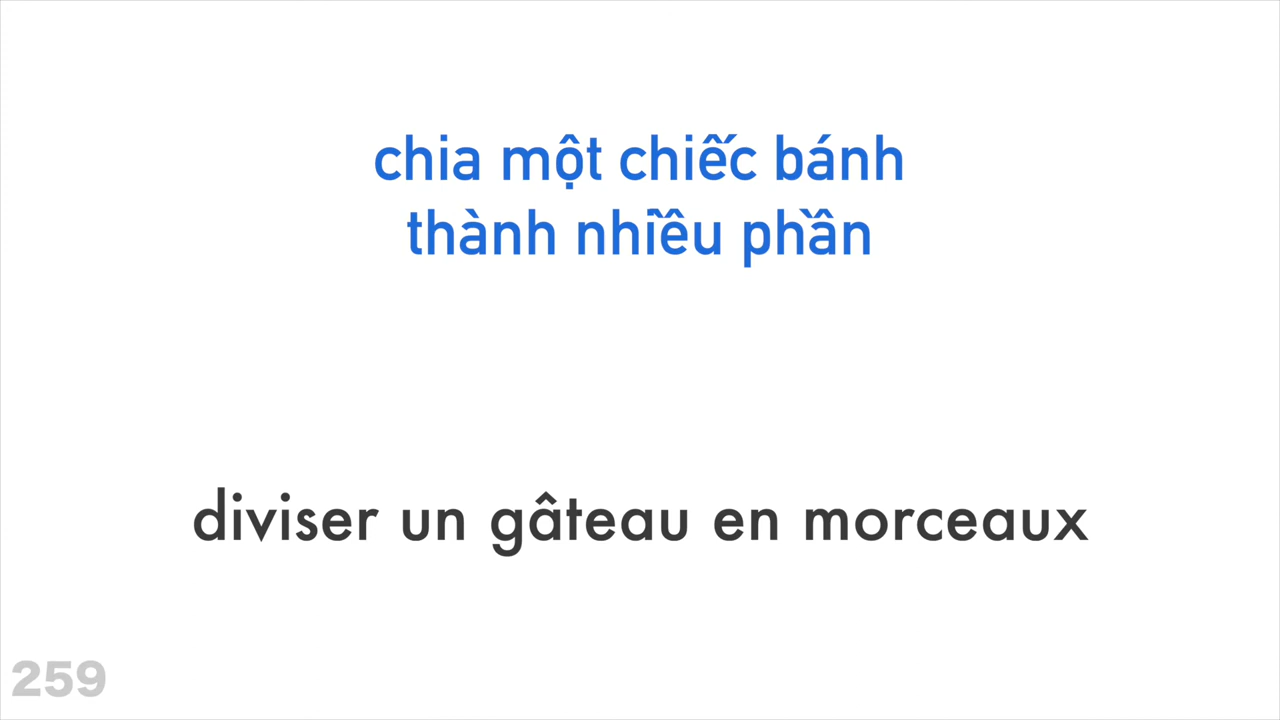 chia một chiếc bánh
thành nhiều phần
diviser un gâteau en morceaux
259